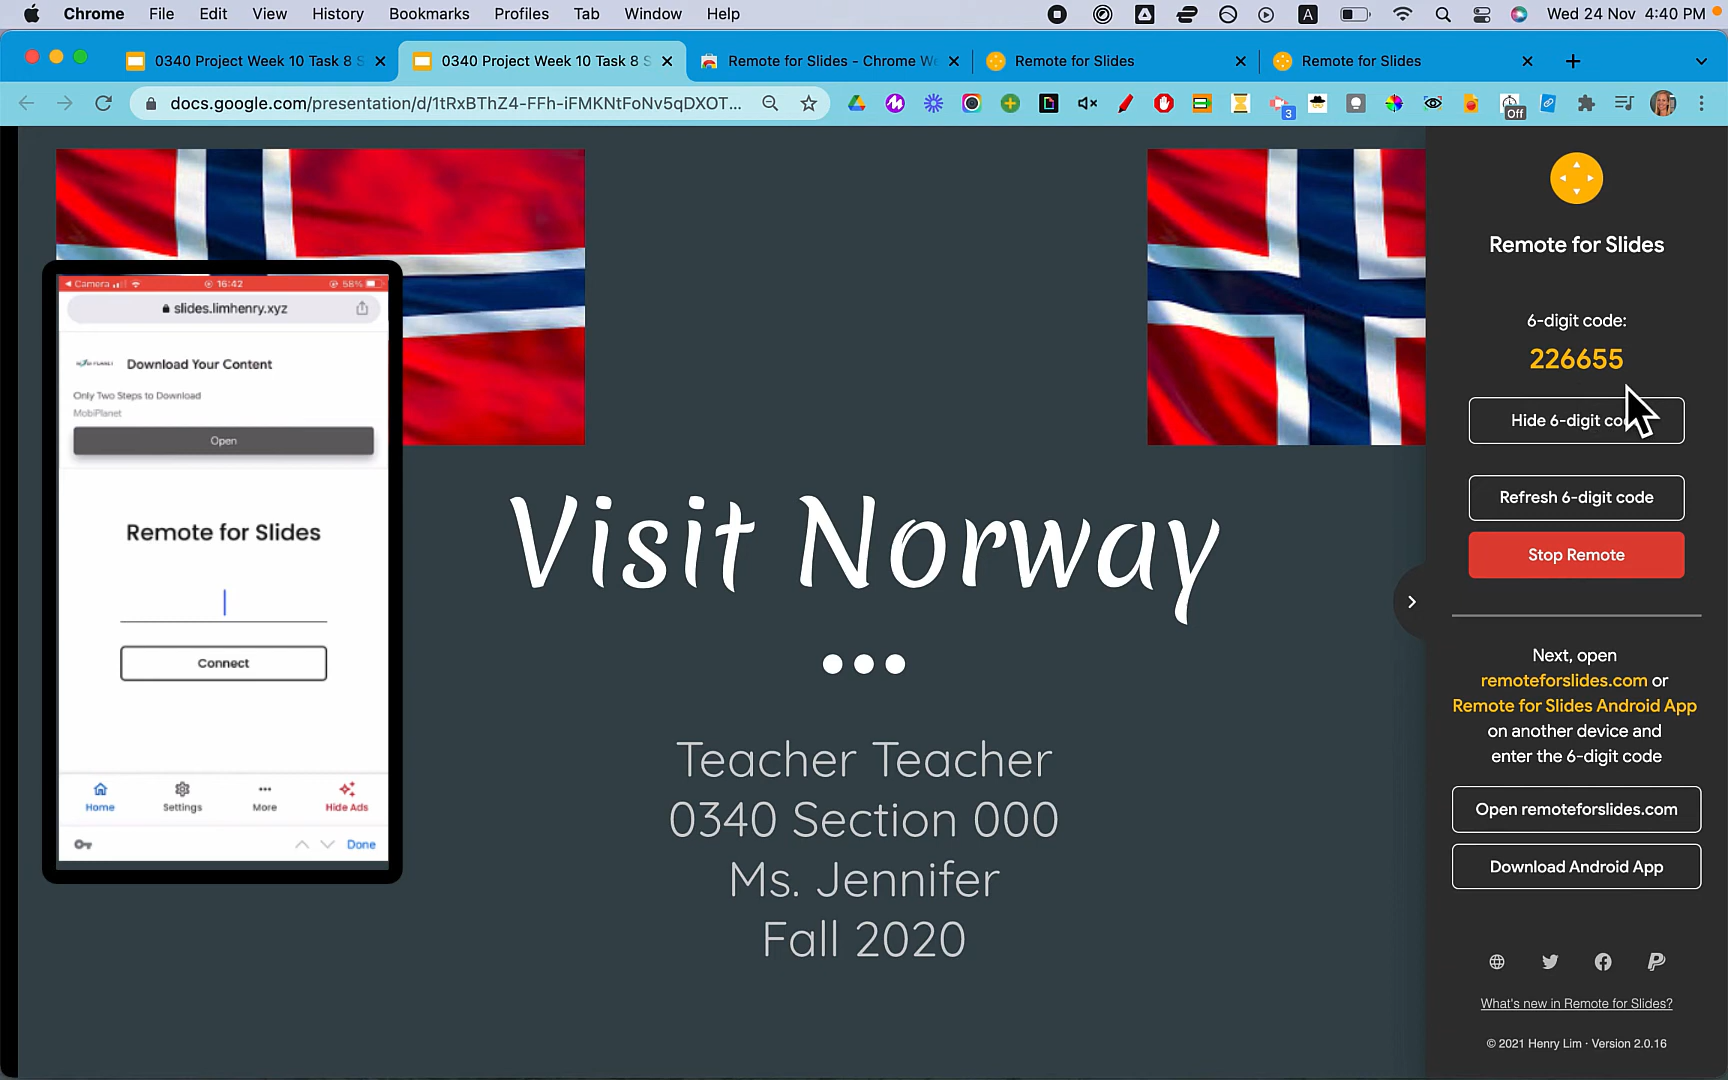 Chrome File Edit View History Bookmarks Profiles Tab Window Help A Wed 24 Nov 4:40 PM
0340 Project Week 10 Task 8 S 0340 Project Week 10 Task 8 S Remote for Slides - Chrome We Remote for Slides Remote for Slides
docs.google.com/presentation/d/1tRxBThZ4-FFh-iFMKNtFoNv5qDXOT... 3 Off
Camera 16:42 58%
slides.limhenry.xyz
Download Your Content
Only Two Steps to Download
MobiPlanet
Open
Remote for Slides
Connect
Home Settings More Hide Ads
Done
Visit Norway
Teacher Teacher
0340 Section 000
Ms. Jennifer
Fall 2020
Remote for Slides
6-digit code:
226655
Hide 6-digit co
Refresh 6-digit code
Stop Remote
Next, open
remoteforslides.com or
Remote for Slides Android App
on another device and
enter the 6-digit code
Open remoteforslides.com
Download Android App
What's new in Remote for Slides?
© 2021 Henry Lim · Version 2.0.16